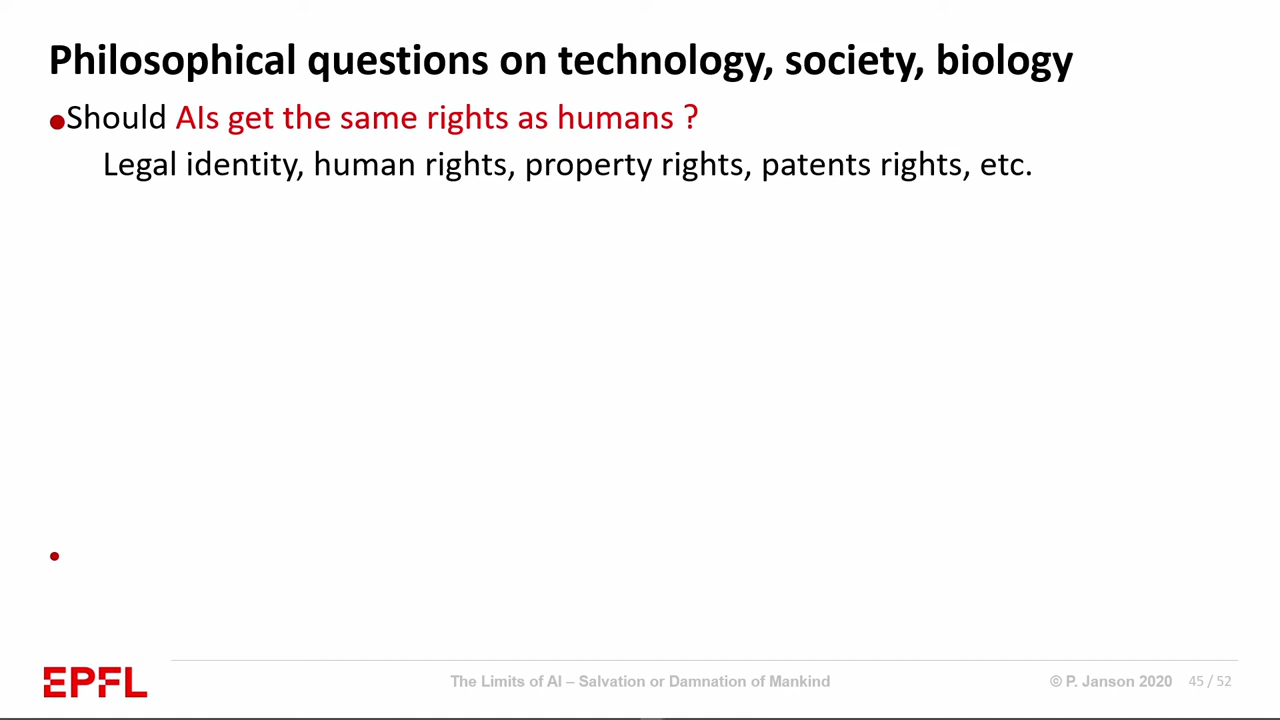 Philosophical questions on technology, society, biology
•Should AIs get the same rights as humans ?
Legal identity, human rights, property rights, patents rights, etc.
•
EPFL
The Limits of AI – Salvation or Damnation of Mankind
© P. Janson 2020 45 / 52